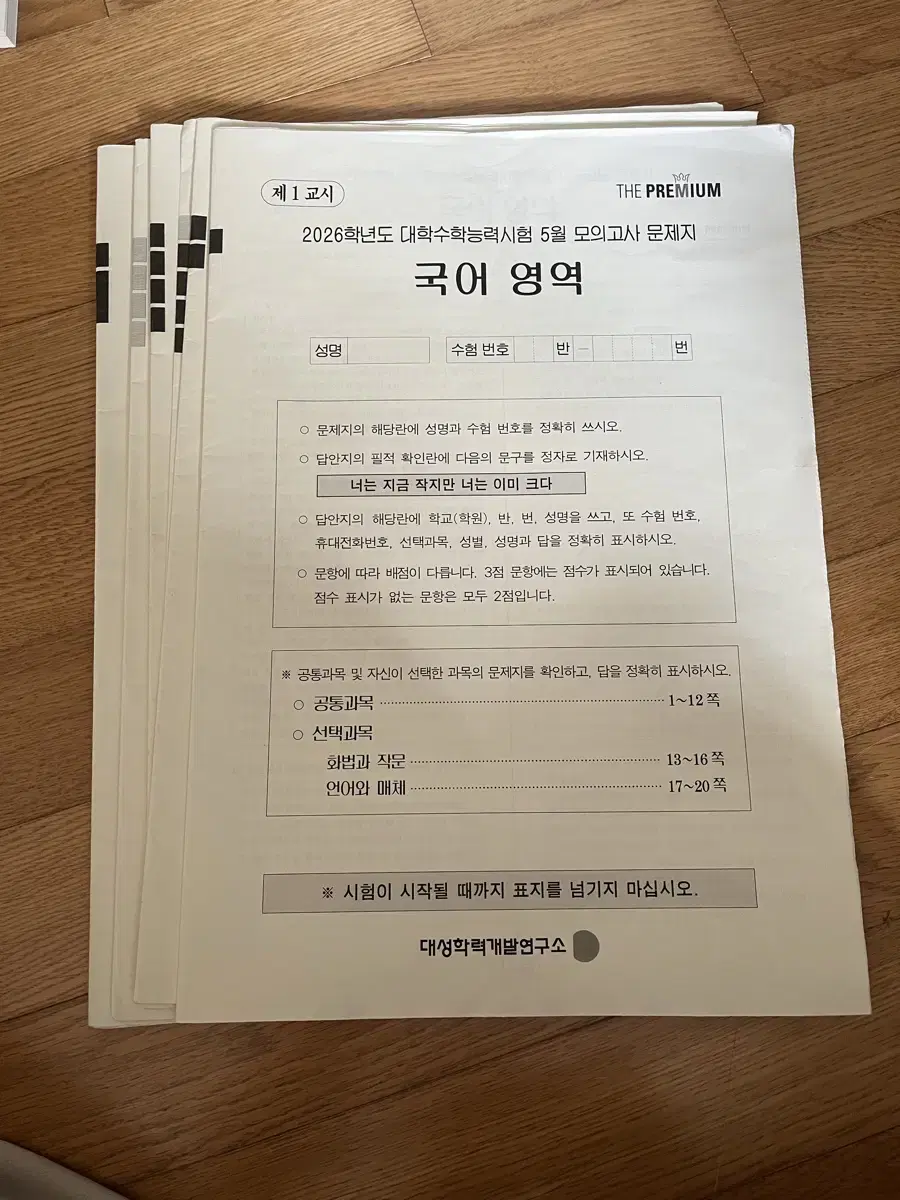 제 1 교시
THE PREMIUM
2026학년도 대학수학능력시험 5월 모의고사 문제지
국어 영역
성명
수험 번호 반 - 번
○ 문제지의 해당란에 성명과 수험 번호를 정확히 쓰시오.
○ 답안지의 필적 확인란에 다음의 문구를 정자로 기재하시오.
너는 지금 작지만 너는 이미 크다
○ 답안지의 해당란에 학교(학원), 반, 번, 성명을 쓰고, 또 수험 번호,
휴대전화번호, 선택과목, 성별, 성명과 답을 정확히 표시하시오.
○ 문항에 따라 배점이 다릅니다. 3점 문항에는 점수가 표시되어 있습니다.
점수 표시가 없는 문항은 모두 2점입니다.
※ 공통과목 및 자신이 선택한 과목의 문제지를 확인하고, 답을 정확히 표시하시오.
○ 공통과목 ································ 1~12 쪽
○ 선택과목
화법과 작문 ································ 13~16 쪽
언어와 매체 ································ 17~20 쪽
※ 시험이 시작될 때까지 표지를 넘기지 마십시오.
대성학력개발연구소